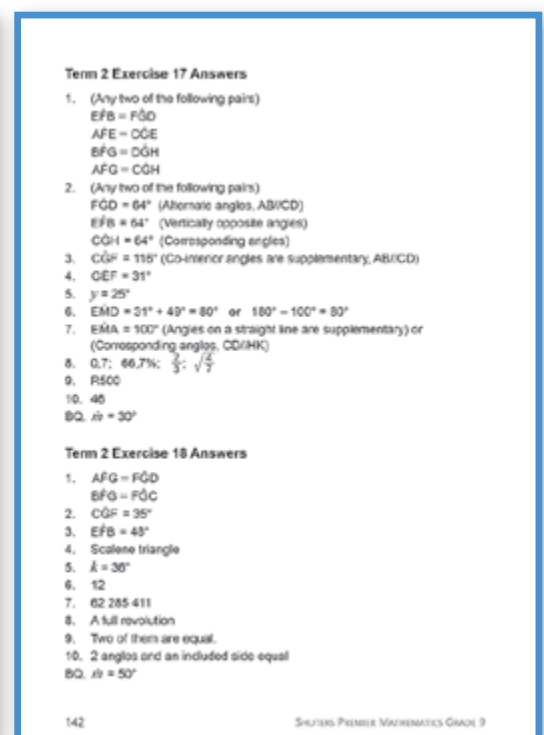 Term 2 Exercise 17 Answers
1. (Any two of the following pairs)
EF̂B = FĜD
AF̂E = CĜE
BF̂G = DĜH
AF̂G = CĜH
2. (Any two of the following pairs)
FĜD = 64° (Alternate angles, AB//CD)
EF̂B = 64° (Vertically opposite angles)
CĜH = 64° (Corresponding angles)
3. CĜF = 116° (Co-interior angles are supplementary, AB//CD)
4. GÊF = 31°
5. y = 25°
6. EM̂D = 31° + 49° = 80° or 180° – 100° = 80°
7. EM̂A = 100° (Angles on a straight line are supplementary) or
(Corresponding angles, CD//HK)
8. 0,7; 66,7%; 2/3;
9. R500
10. 46
BQ. m̂ = 30°
Term 2 Exercise 18 Answers
1. AF̂G = FĜD
BF̂G = FĜC
2. CĜF = 35°
3. EF̂B = 48°
4. Scalene triangle
5. k̂ = 36°
6. 12
7. 62 285 411
8. A full revolution
9. Two of them are equal.
10. 2 angles and an included side equal
BQ. m̂ = 50°
142 Shuters Premier Mathematics Grade 9